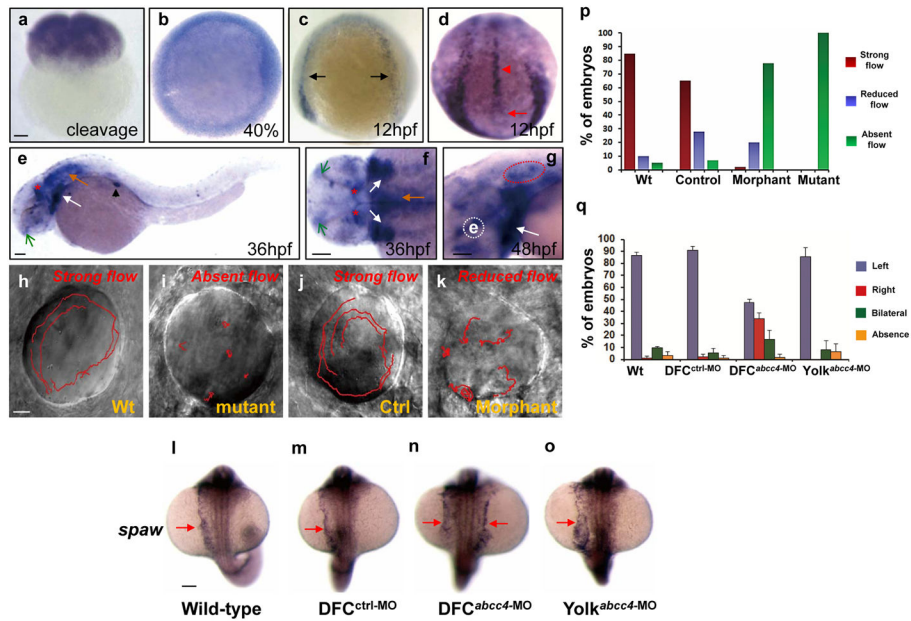 a
cleavage
b
40%
c
12hpf
d
12hpf
e
36hpf
f
36hpf
g
e
48hpf
h
Strong flow
Wt
i
Absent flow
mutant
j
Strong flow
Ctrl
k
Reduced flow
Morphant
p
% of embryos
100
90
80
70
60
50
40
30
20
10
0
Wt
Control
Morphant
Mutant
Strong
flow
Reduced
flow
Absent
flow
q
% of embryos
100
90
80
70
60
50
40
30
20
10
0
Wt
DFCctrl-MO
DFCabcc4-MO
Yolkabcc4-MO
Left
Right
Bilateral
Absence
l
m
n
o
spaw
Wild-type
DFCctrl-MO
DFCabcc4-MO
Yolkabcc4-MO